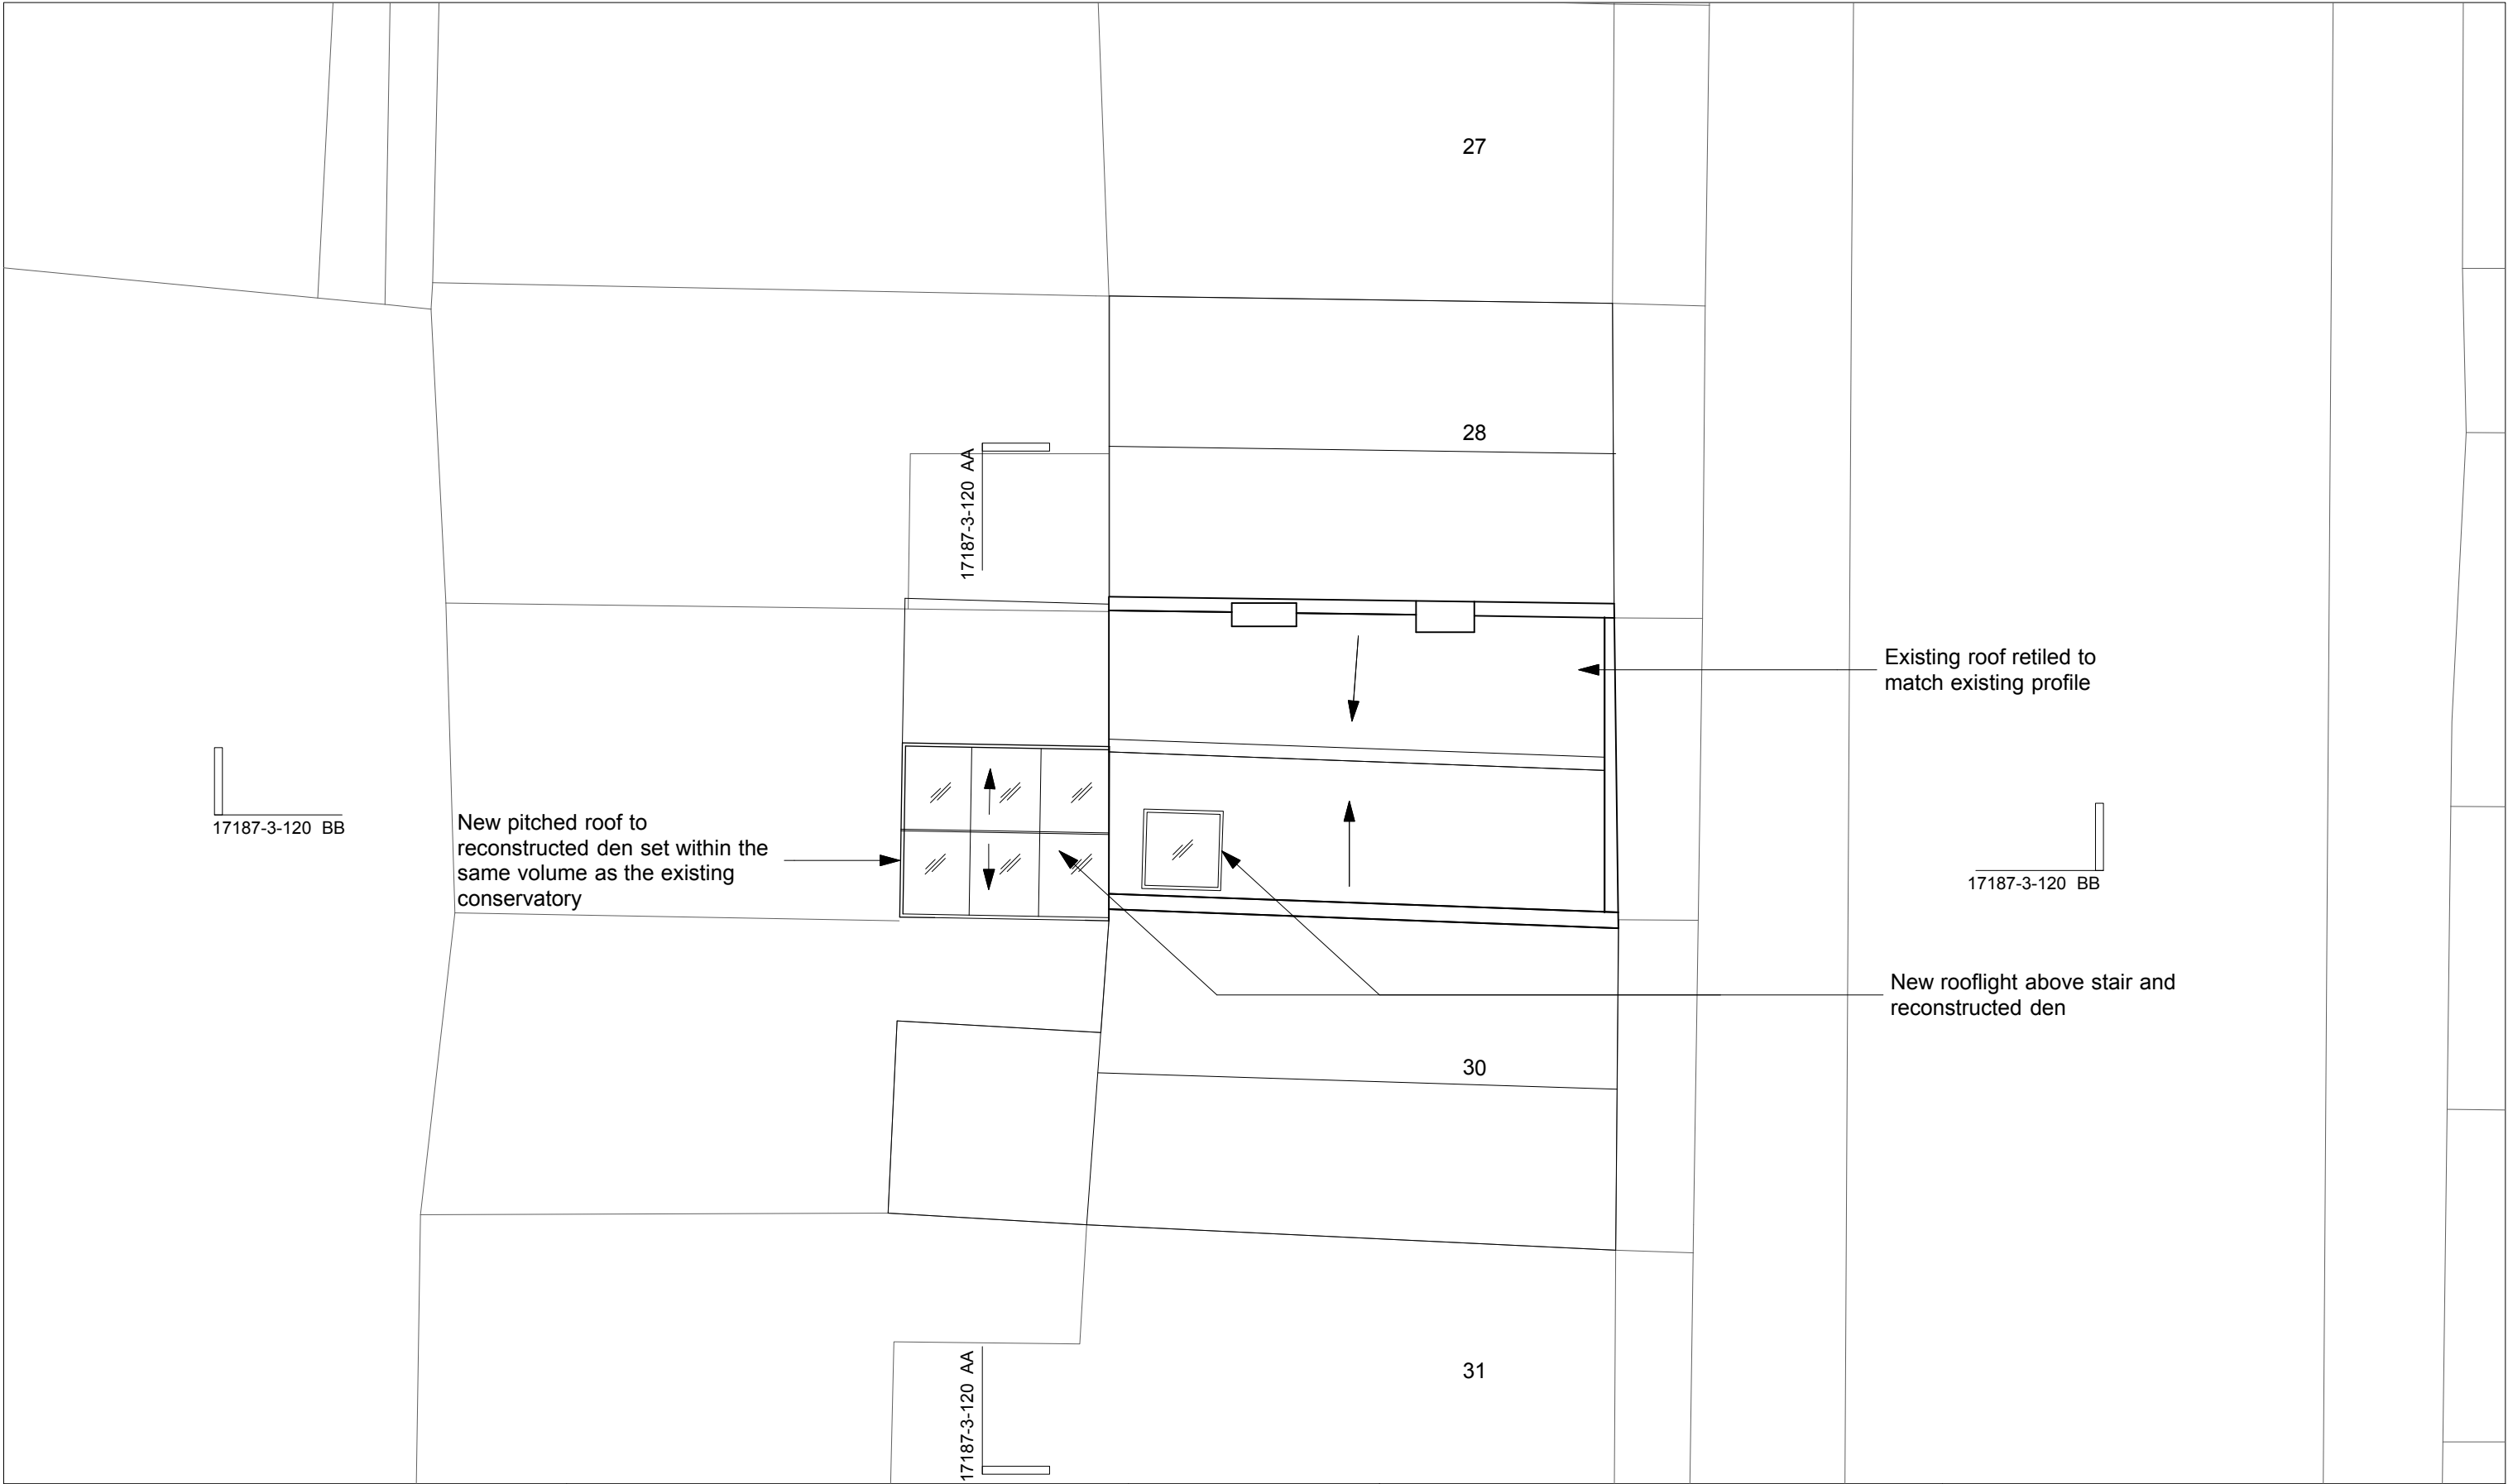 27
28
17187-3-120 AA
Existing roof retiled to
match existing profile
17187-3-120 BB
New pitched roof to
reconstructed den set within the
same volume as the existing
conservatory
17187-3-120 BB
New rooflight above stair and
reconstructed den
30
31
17187-3-120 AA